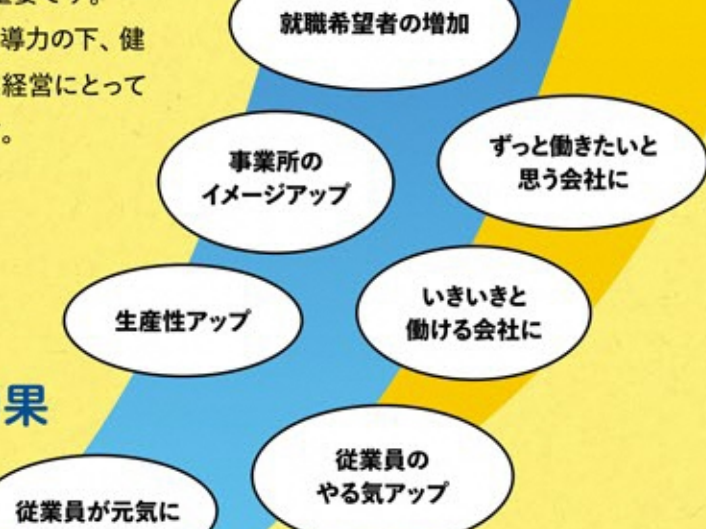 要です。
導力の下、健
経営にとって
。
就職希望者の増加
事業所の
イメージアップ
ずっと働きたいと
思う会社に
生産性アップ
いきいきと
働ける会社に
果
従業員の
やる気アップ
従業員が元気に